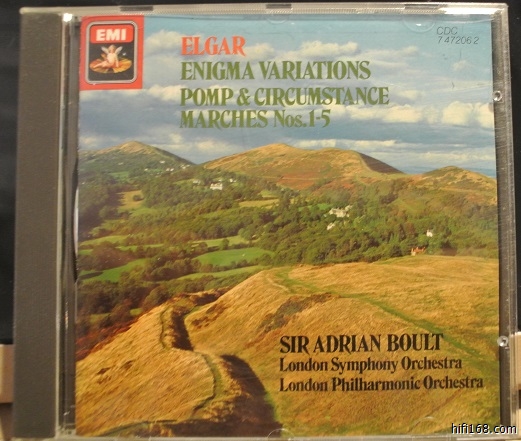 EMI
ELGAR
CDC
7 47206 2
ENIGMA VARIATIONS
POMP & CIRCUMSTANCE
MARCHES Nos.1-5
SIR ADRIAN BOULT
London Symphony Orchestra
London Philharmonic Orchestra
hifi168.com